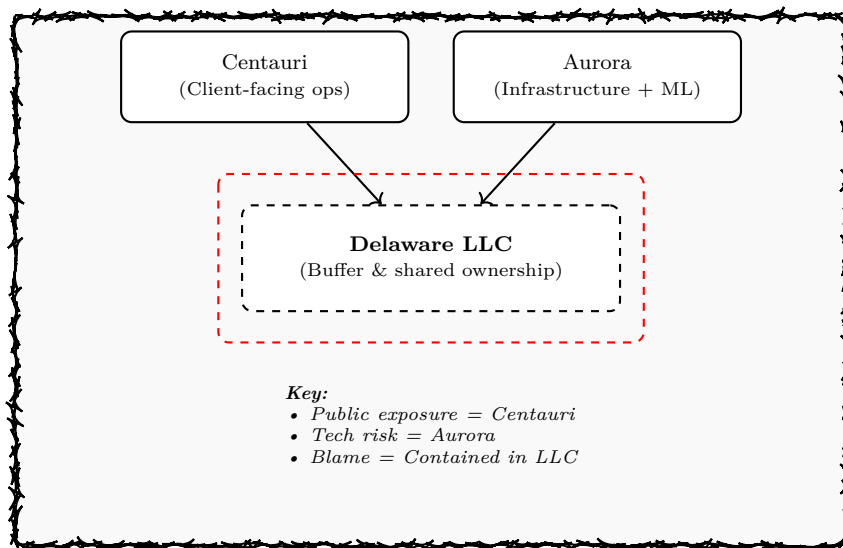 Centauri
(Client-facing ops)
Aurora
(Infrastructure + ML)
Delaware LLC
(Buffer & shared ownership)
Key:
• Public exposure = Centauri
• Tech risk = Aurora
• Blame = Contained in LLC